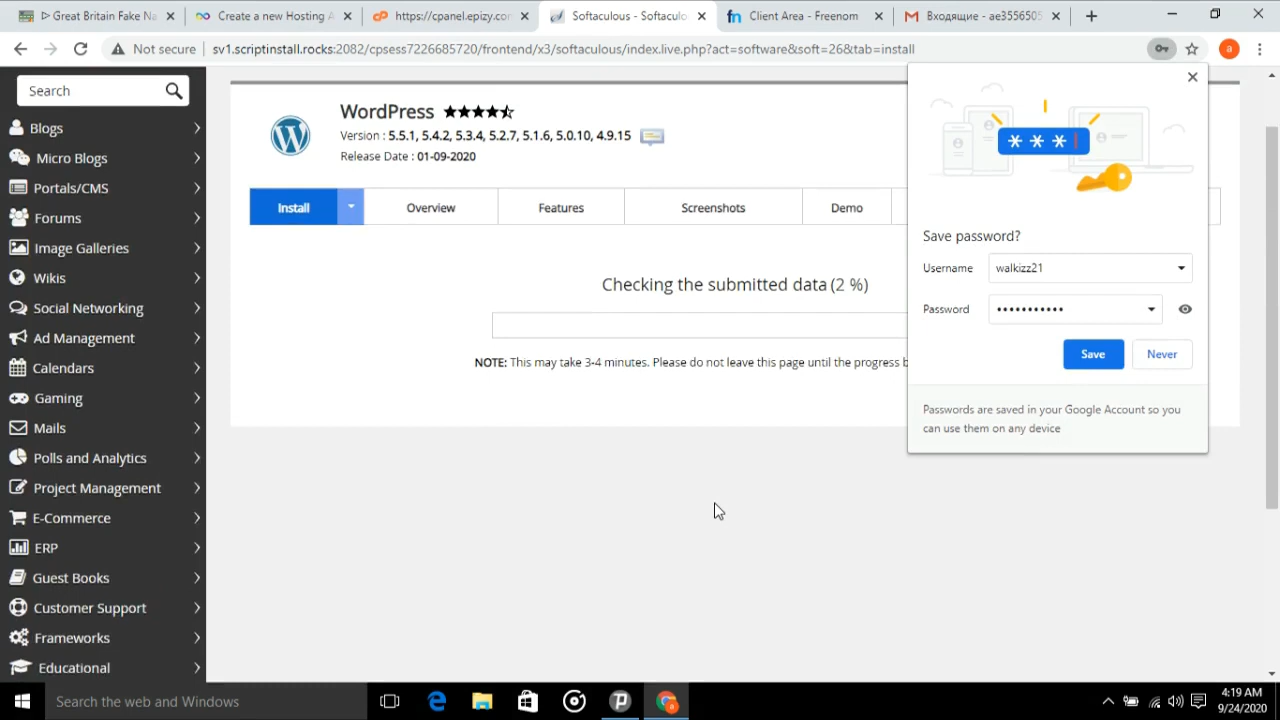 ▷ Great Britain Fake Na
Create a new Hosting A
https://cpanel.epizy.con
Softaculous - Softaculo
Client Area - Freenom
Входящие - ae3556505
Not secure
sv1.scriptinstall.rocks:2082/cpsess7226685720/frontend/x3/softaculous/index.live.php?act=software&soft=26&tab=install
a
Search
Blogs
Micro Blogs
Portals/CMS
Forums
Image Galleries
Wikis
Social Networking
Ad Management
Calendars
Gaming
Mails
Polls and Analytics
Project Management
E-Commerce
ERP
Guest Books
Customer Support
Frameworks
Educational
WordPress
Version : 5.5.1, 5.4.2, 5.3.4, 5.2.7, 5.1.6, 5.0.10, 4.9.15
Release Date : 01-09-2020
Install
Overview
Features
Screenshots
Demo
Checking the submitted data (2 %)
NOTE: This may take 3-4 minutes. Please do not leave this page until the progress b
***
Save password?
Username
walkizz21
Password
•••••••••••
Save
Never
Passwords are saved in your Google Account so you
can use them on any device
Search the web and Windows
4:19 AM
9/24/2020